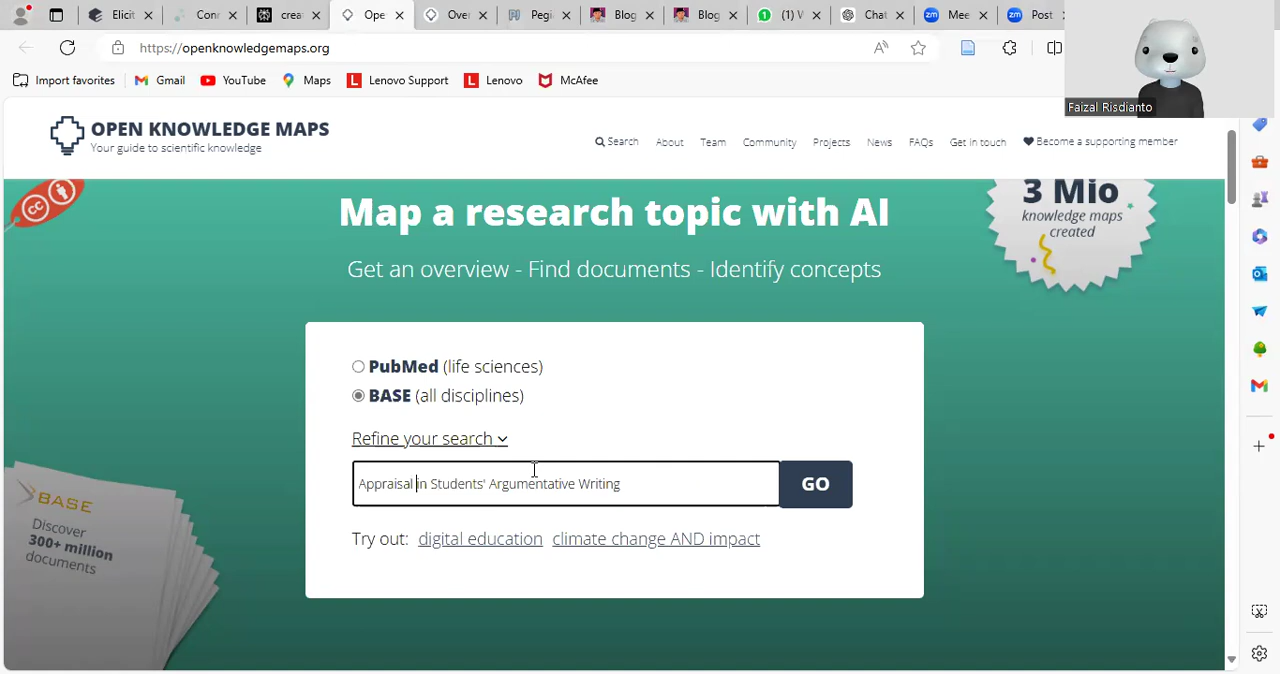 Elicit
Conn
creat
Ope
Over
Pegi
Blog
Blog
(1) W
Chat
Mee
Post
https://openknowledgemaps.org
Import favorites
Gmail
YouTube
Maps
Lenovo Support
Lenovo
McAfee
Faizal Risdianto
OPEN KNOWLEDGE MAPS
Your guide to scientific knowledge
Search
About
Team
Community
Projects
News
FAQs
Get in touch
Become a supporting member
Map a research topic with AI
3 Mio
knowledge maps
created
Get an overview - Find documents - Identify concepts
PubMed (life sciences)
BASE (all disciplines)
Refine your search
Appraisal in Students' Argumentative Writing
GO
Try out: digital education climate change AND impact
BASE
Discover
300+ million
documents